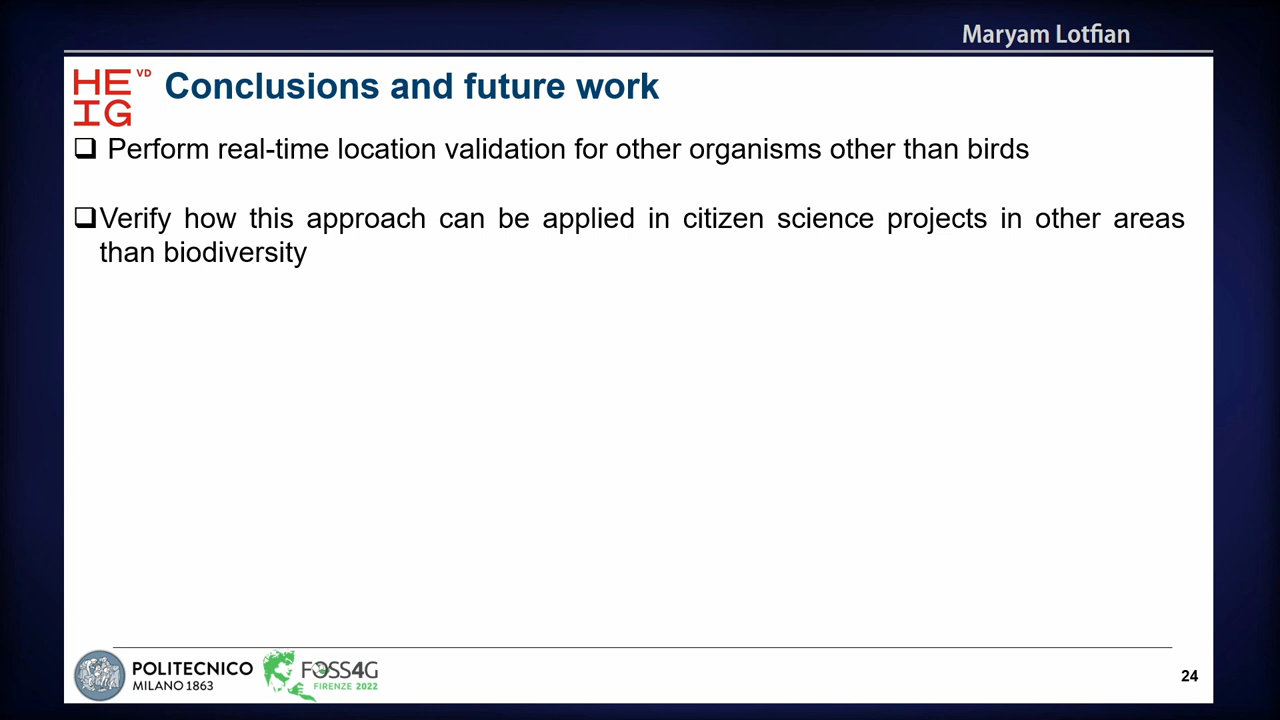 Maryam Lotfian
HE VD
IG
Conclusions and future work
❑ Perform real-time location validation for other organisms other than birds
❑Verify how this approach can be applied in citizen science projects in other areas
than biodiversity
POLITECNICO
MILANO 1863
FOSS4G
FIRENZE 2022
24